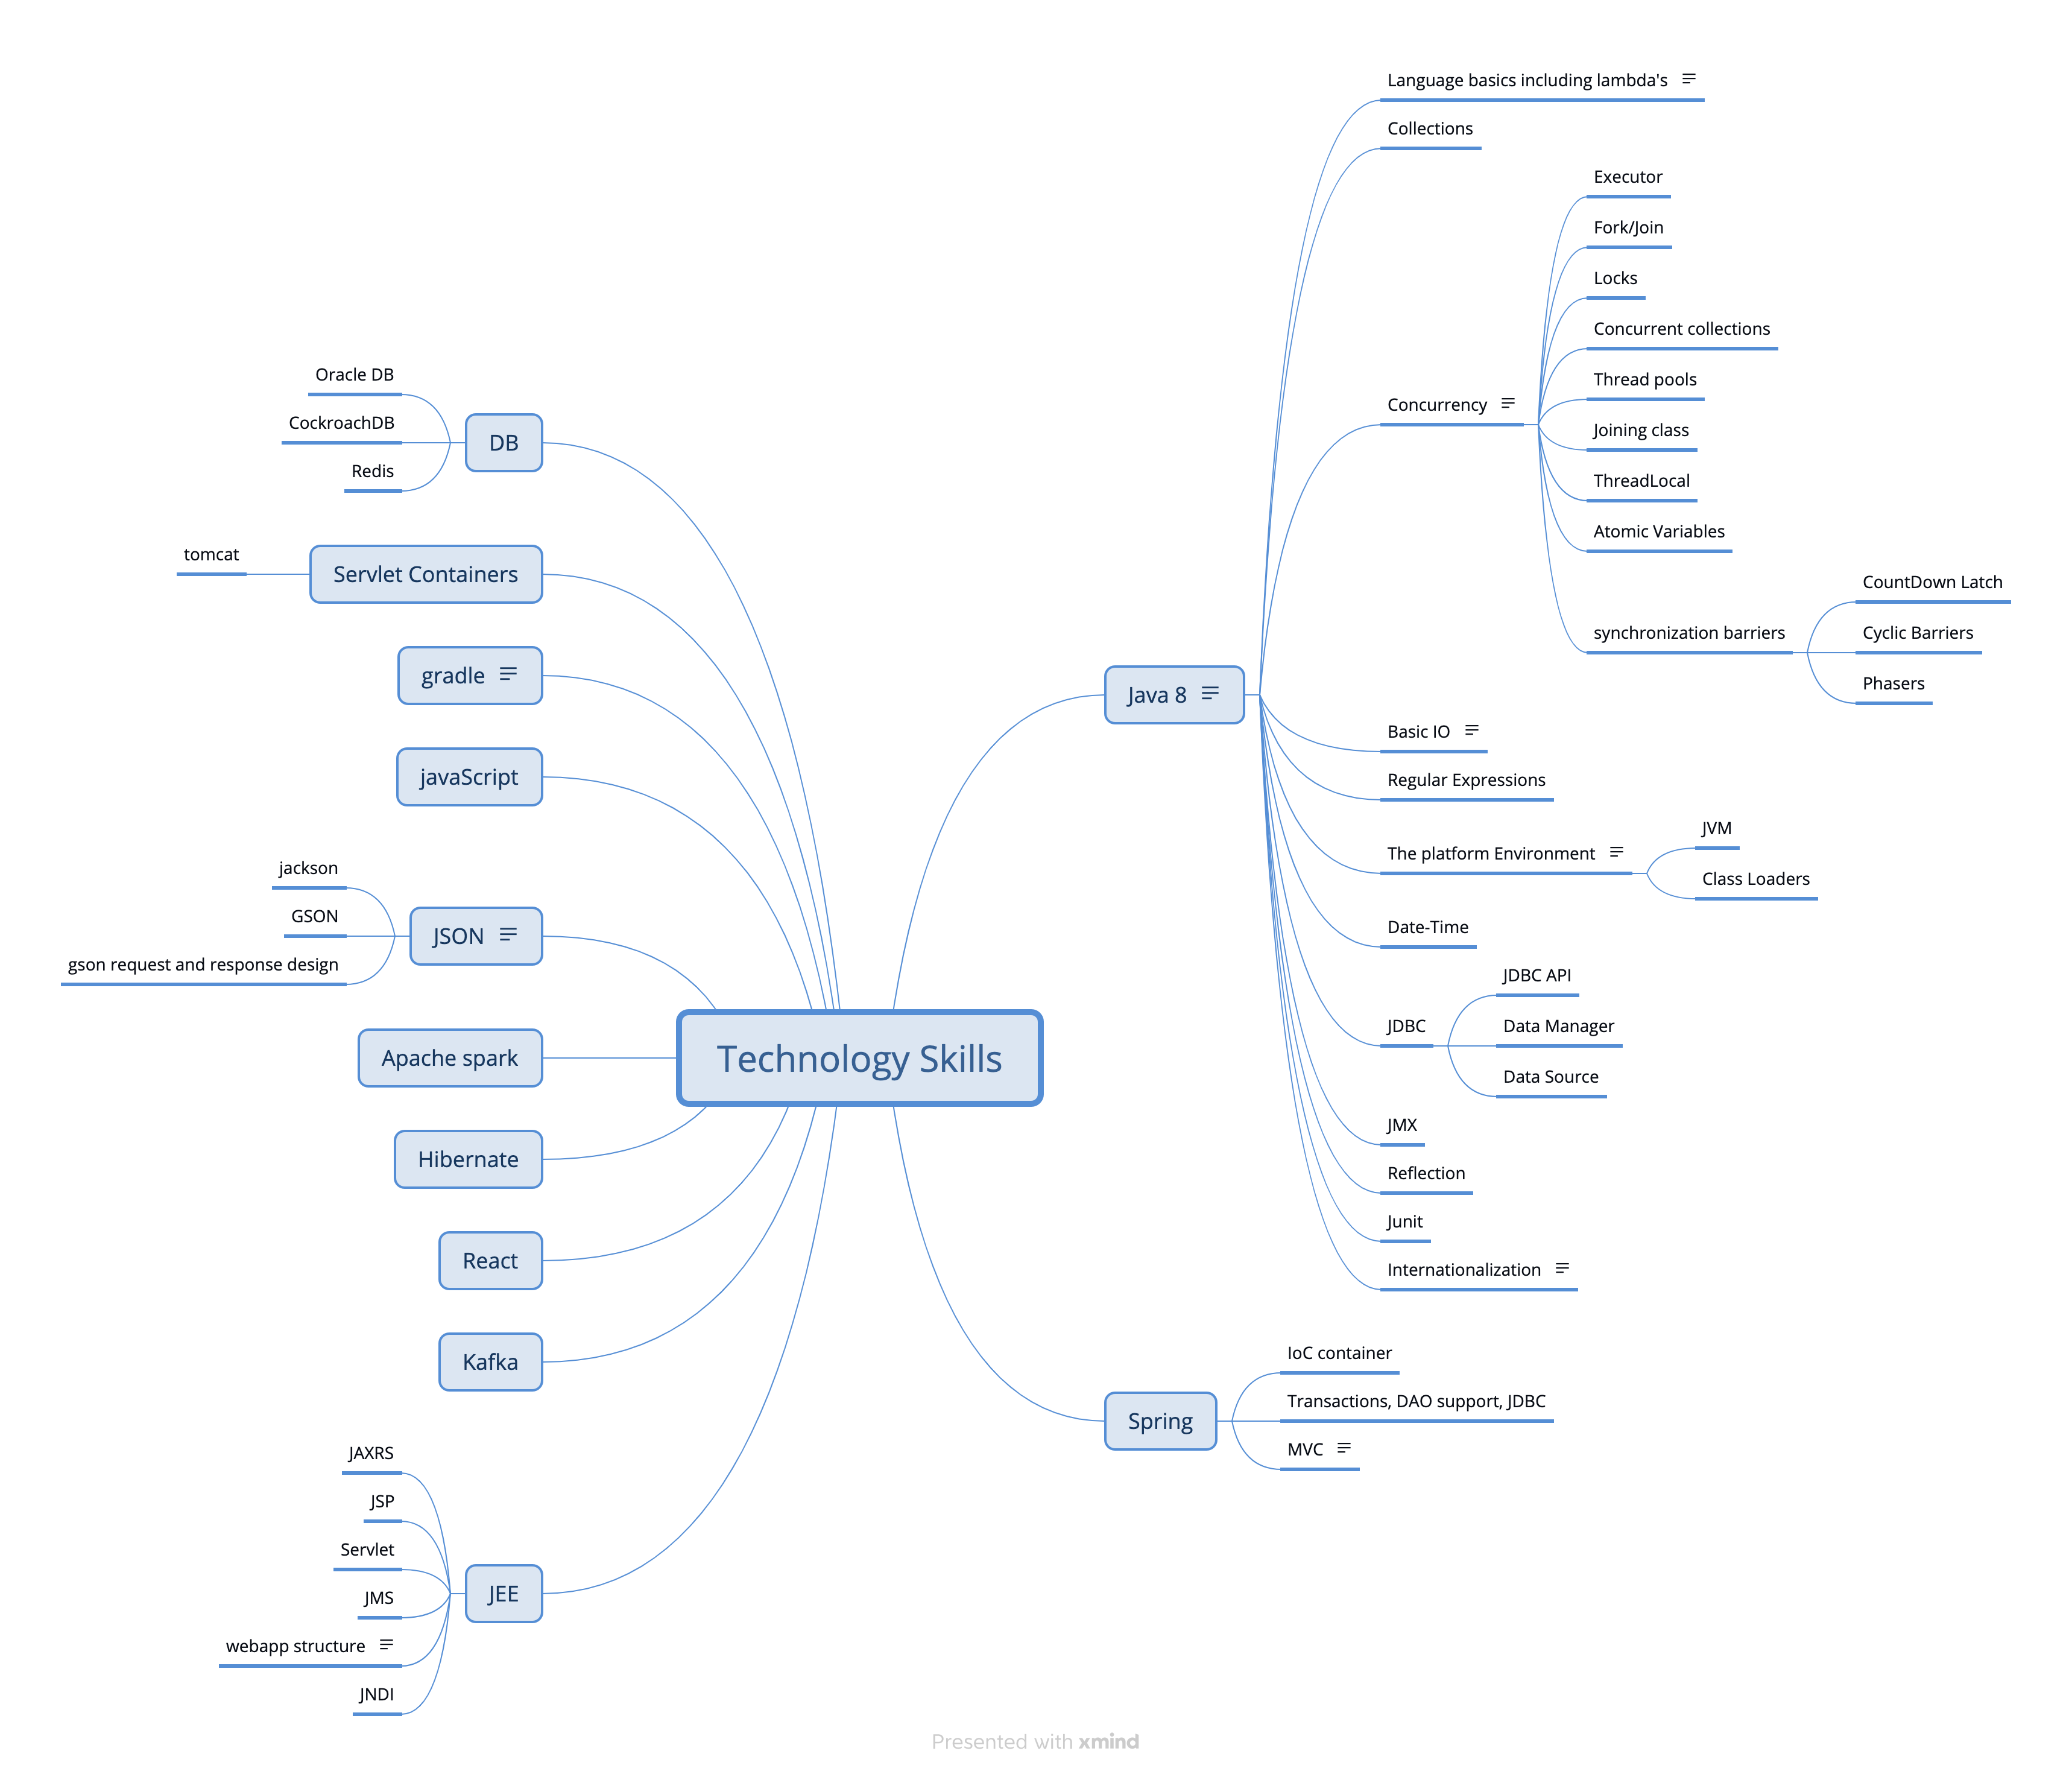 Technology Skills
Java 8
Language basics including lambda's
Collections
Concurrency
Executor
Fork/Join
Locks
Concurrent collections
Thread pools
Joining class
ThreadLocal
Atomic Variables
synchronization barriers
CountDown Latch
Cyclic Barriers
Phasers
Basic IO
Regular Expressions
The platform Environment
JVM
Class Loaders
Date-Time
JDBC
JDBC API
Data Manager
Data Source
JMX
Reflection
Junit
Internationalization
Spring
IoC container
Transactions, DAO support, JDBC
MVC
DB
Oracle DB
CockroachDB
Redis
Servlet Containers
tomcat
gradle
javaScript
JSON
jackson
GSON
gson request and response design
Apache spark
Hibernate
React
Kafka
JEE
JAXRS
JSP
Servlet
JMS
webapp structure
JNDI
Presented with xmind